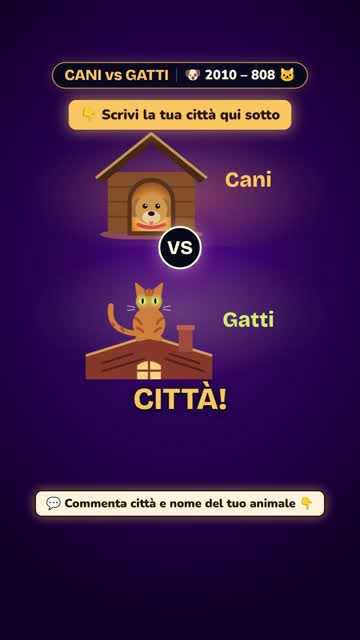 CANI vs GATTI 🐶 2010 – 808 🐱
👇 Scrivi la tua città qui sotto
Cani
VS
Gatti
CITTÀ!
💬 Commenta città e nome del tuo animale 👇